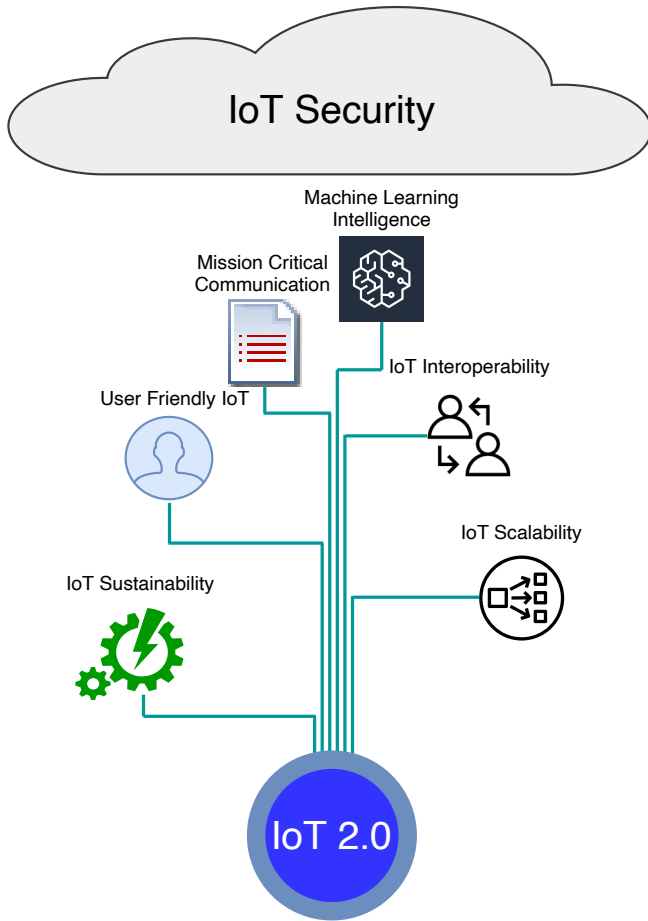 IoT Security
Machine Learning
Intelligence
Mission Critical
Communication
IoT Interoperability
User Friendly IoT
IoT Scalability
IoT Sustainability
IoT 2.0